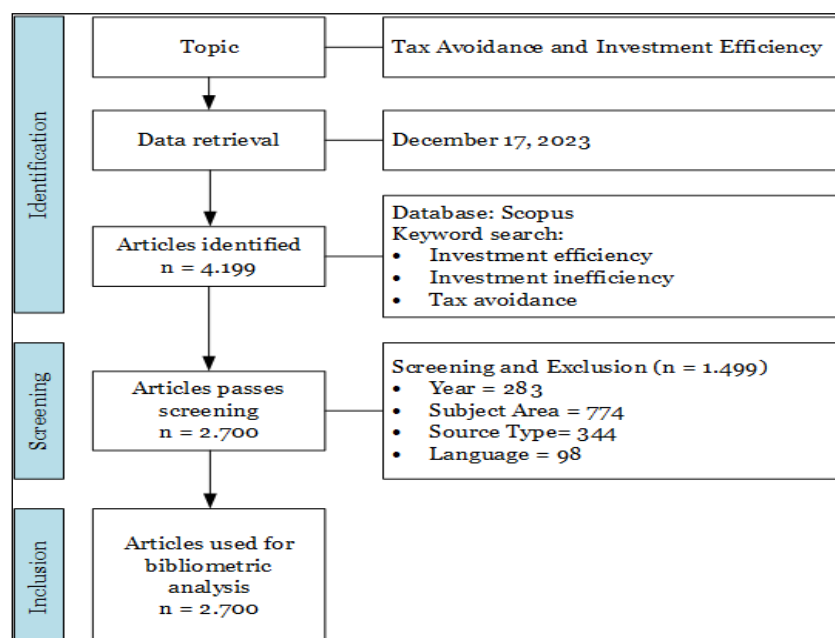 Identification
Topic
Tax Avoidance and Investment Efficiency
Data retrieval
December 17, 2023
Articles identified
n = 4.199
Database: Scopus
Keyword search:
• Investment efficiency
• Investment inefficiency
• Tax avoidance
Screening
Articles passes
screening
n = 2.700
Screening and Exclusion (n = 1.499)
• Year = 283
• Subject Area = 774
• Source Type= 344
• Language = 98
Inclusion
Articles used for
bibliometric
analysis
n = 2.700